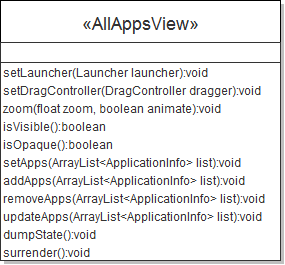 «AllAppsView»
setLauncher(Launcher launcher):void
setDragController(DragController dragger):void
zoom(float zoom, boolean animate):void
isVisible():boolean
isOpaque():boolean
setApps(ArrayList<ApplicationInfo> list):void
addApps(ArrayList<ApplicationInfo> list):void
removeApps(ArrayList<ApplicationInfo> list):void
updateApps(ArrayList<ApplicationInfo> list):void
dumpState():void
surrender():void